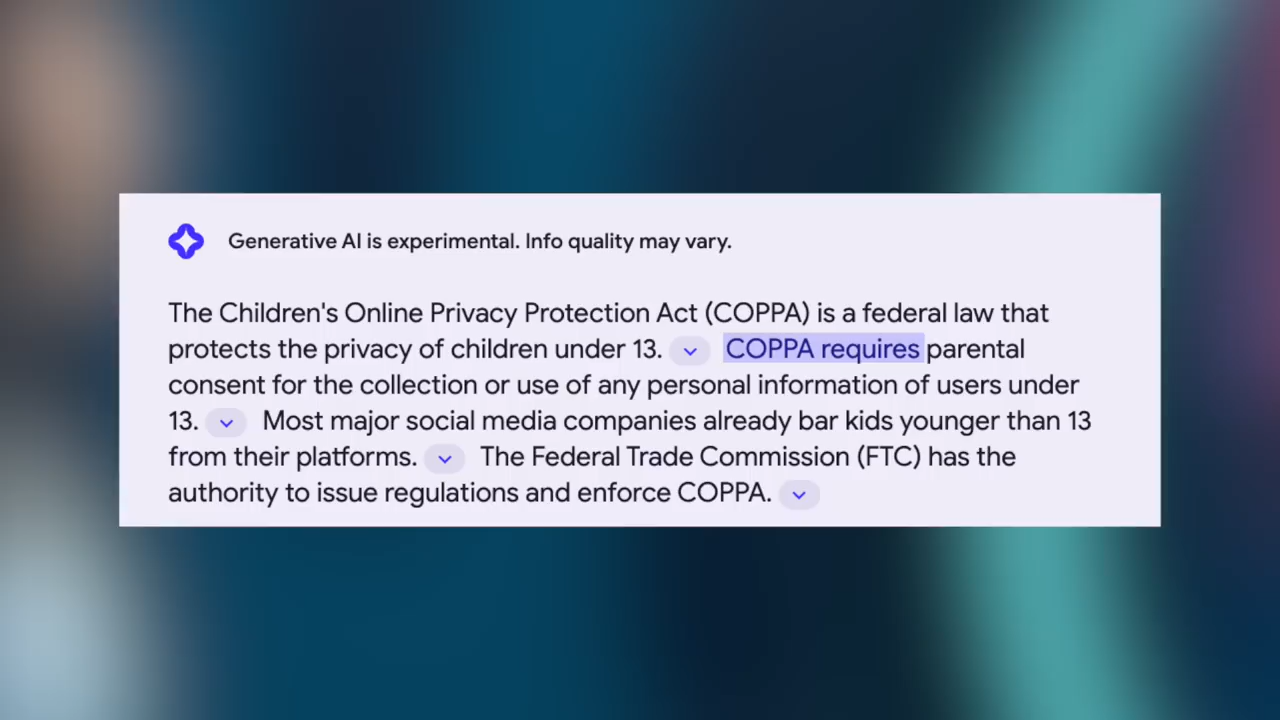 Generative AI is experimental. Info quality may vary.
The Children's Online Privacy Protection Act (COPPA) is a federal law that
protects the privacy of children under 13. COPPA requires parental
consent for the collection or use of any personal information of users under
13. Most major social media companies already bar kids younger than 13
from their platforms. The Federal Trade Commission (FTC) has the
authority to issue regulations and enforce COPPA.